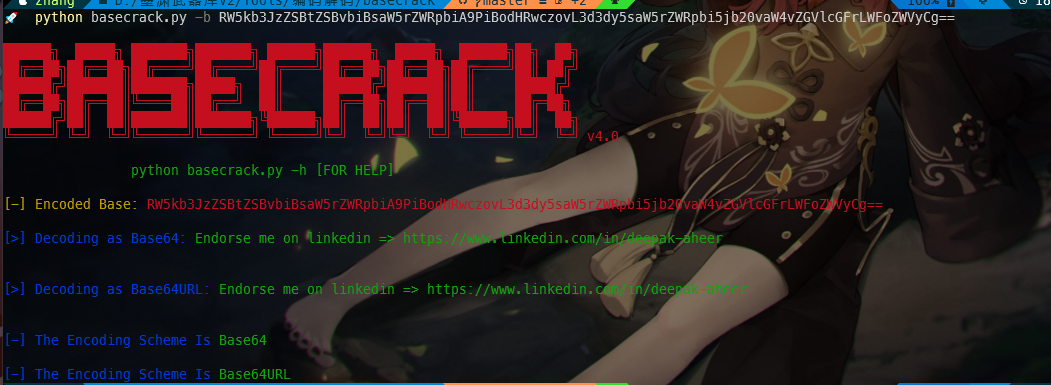 python basecrack.py -b RW5kb3JzZSBtZSBvbiBsaW5rZWRpbiA9PiBodHRwczovL3d3dy5saW5rZWRpbi5jb20vaW4vZGVlcGFrLWFoZWVyCg==
BASECRACK
v4.0
python basecrack.py -h [FOR HELP]
[-] Encoded Base: RW5kb3JzZSBtZSBvbiBsaW5rZWRpbiA9PiBodHRwczovL3d3dy5saW5rZWRpbi5jb20vaW4vZGVlcGFrLWFoZWVyCg==
[>] Decoding as Base64: Endorse me on linkedin => https://www.linkedin.com/in/deepak-aheer
[>] Decoding as Base64URL: Endorse me on linkedin => https://www.linkedin.com/in/deepak-aheer
[-] The Encoding Scheme Is Base64
[-] The Encoding Scheme Is Base64URL